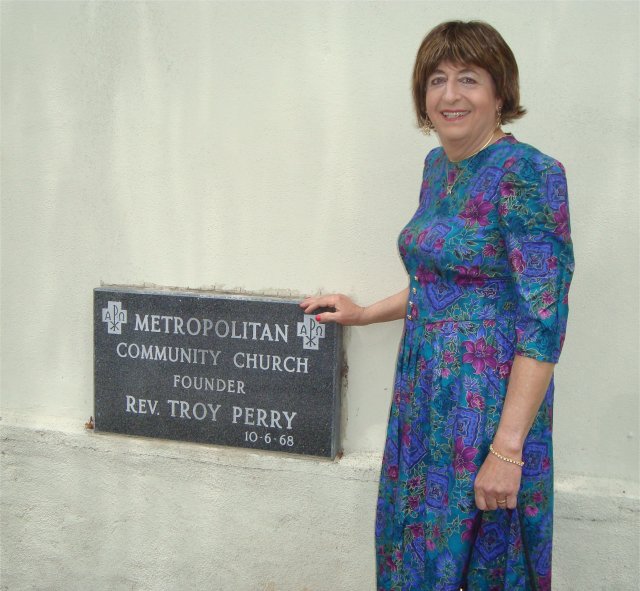 METROPOLITAN
COMMUNITY CHURCH
FOUNDER
REV. TROY PERRY
10-6-68